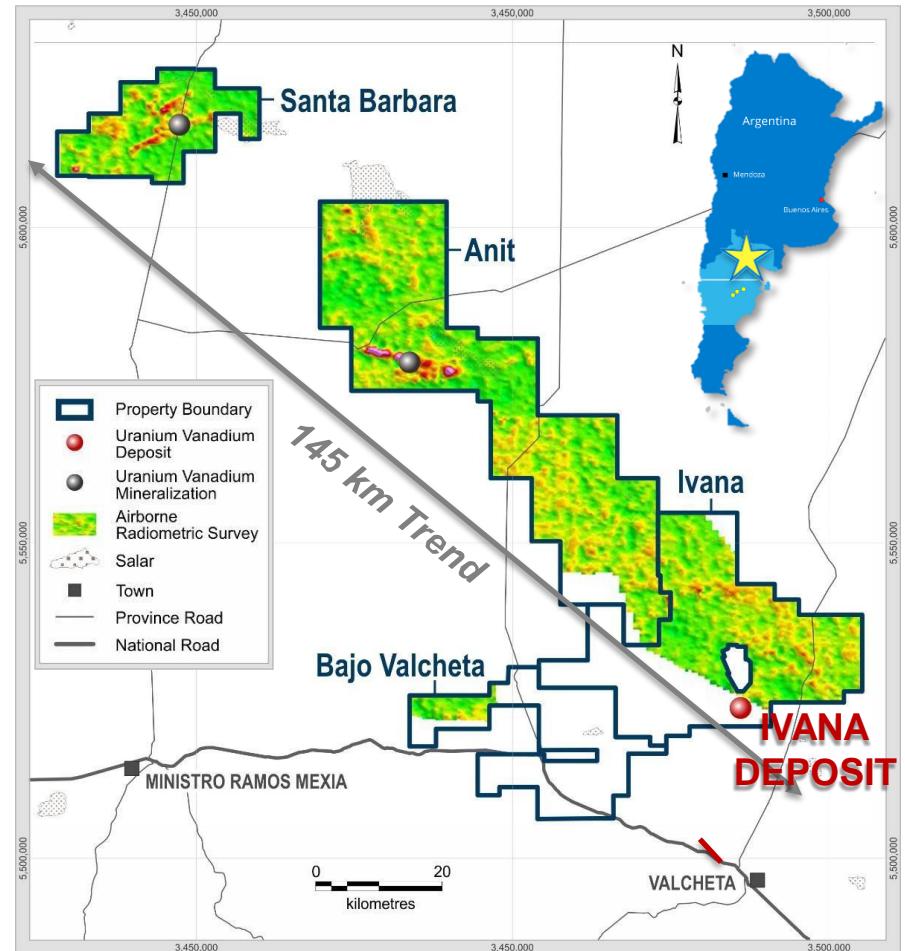 3,450,000
3,450,000
3,500,000
N
Santa Barbara
Argentina
Mendoza
Buenos Aires
5,600,000
5,600,000
Anit
Property Boundary
Uranium Vanadium
Deposit
Uranium Vanadium
Mineralization
Airborne
Radiometric Survey
Salar
Town
Province Road
National Road
145 km Trend
Ivana
5,550,000
5,550,000
Bajo Valcheta
IVANA
DEPOSIT
MINISTRO RAMOS MEXIA
5,500,000
5,500,000
VALCHETA
0
20
kilometres
3,450,000
3,450,000
3,500,000